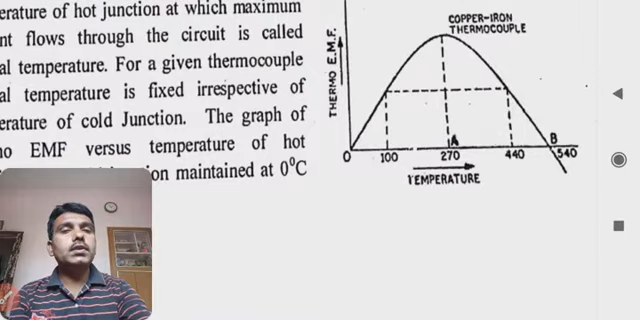 erature of hot junction at which maximum
nt flows through the circuit is called
al temperature. For a given thermocouple
al temperature is fixed irrespective of
erature of cold Junction. The graph of
no EMF versus temperature of hot
ion maintained at 0⁰C
COPPER-IRON
THERMOCOUPLE
THERMO E.M.F.
A
B
0 100 270 440 540
TEMPERATURE